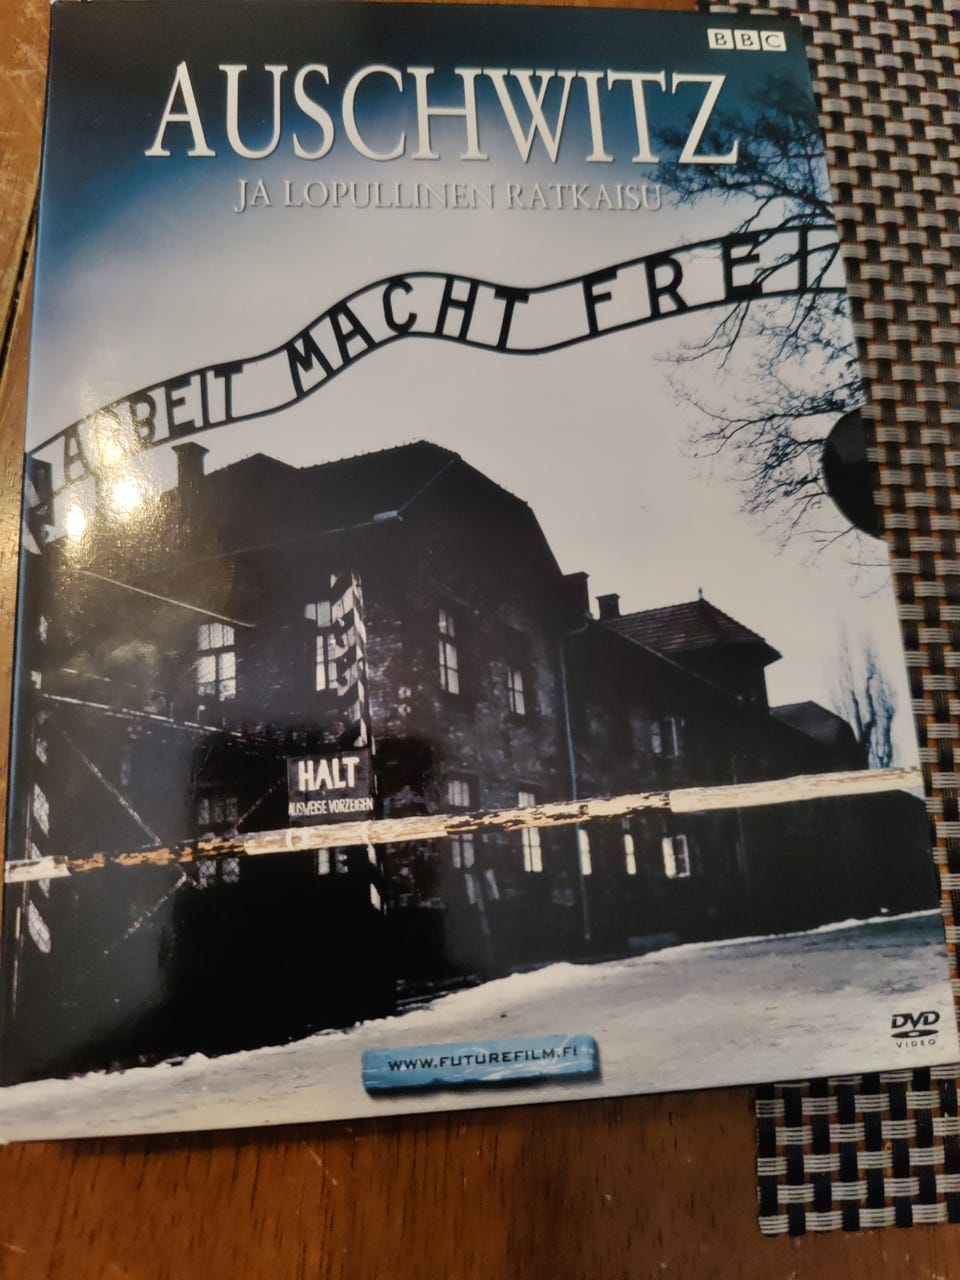 BBC
AUSCHWITZ
JA LOPULLINEN RATKAISU
ARBEIT MACHT FREI
HALT
AUSWEISE VORZEIGEN
DVD
VIDEO
WWW.FUTUREFILM.FI